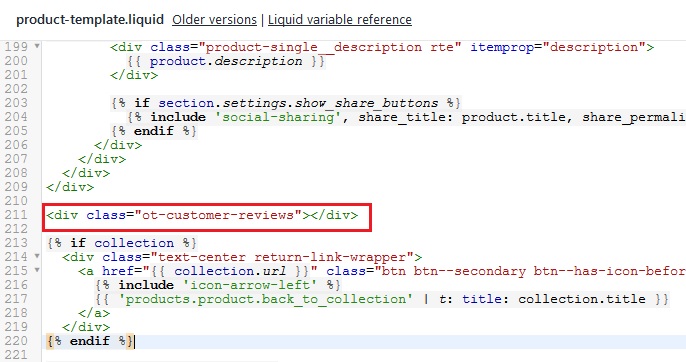 product-template.liquid Older versions | Liquid variable reference
199 <div class="product-single__description rte" itemprop="description">
200 {{ product.description }}
201 </div>
202
203 {% if section.settings.show_share_buttons %}
204 {% include 'social-sharing', share_title: product.title, share_permali
205 {% endif %}
206 </div>
207 </div>
208 </div>
209 </div>
210
211 <div class="ot-customer-reviews"></div>
212
213 {% if collection %}
214 <div class="text-center return-link-wrapper">
215 <a href="{{ collection.url }}" class="btn btn--secondary btn--has-icon-befor
216 {% include 'icon-arrow-left' %}
217 {{ 'products.product.back_to_collection' | t: title: collection.title }}
218 </a>
219 </div>
220 {% endif %}
221